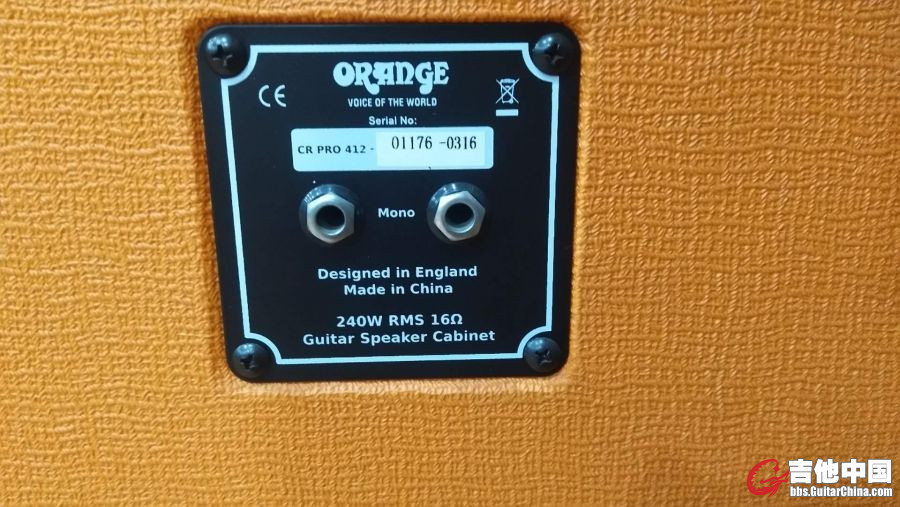 ORANGE
VOICE OF THE WORLD
CE
Serial No:
CR PRO 412 - 01176 -0316
Mono
Designed in England
Made in China
240W RMS 16Ω
Guitar Speaker Cabinet
吉他中国
bbs.GuitarChina.com